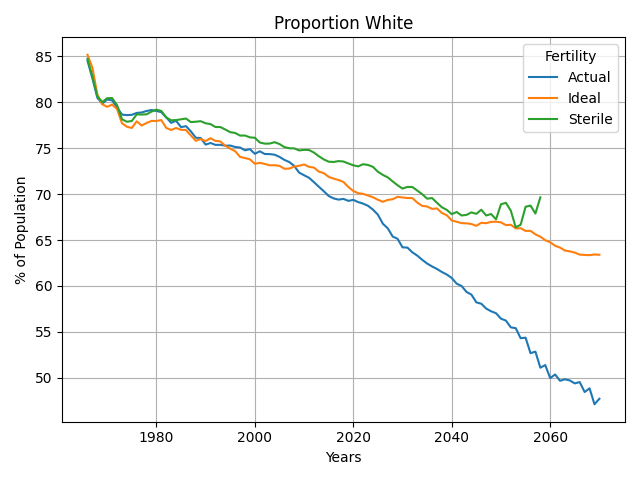 Proportion White
Fertility
Actual
Ideal
Sterile
% of Population
85
80
75
70
65
60
55
50
1980
2000
2020
2040
2060
Years